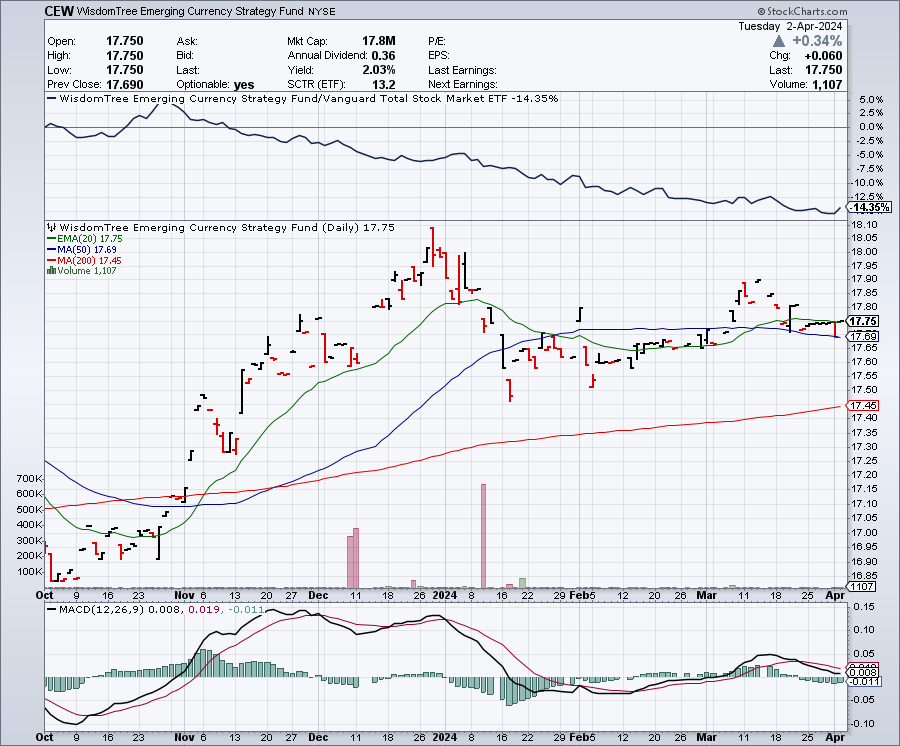 CEW WisdomTree Emerging Currency Strategy Fund NYSE © StockCharts.com
Tuesday 2-Apr-2024
Open: 17.750 Ask: Mkt Cap: 17.8M P/E: +0.34%
High: 17.750 Bid: Annual Dividend: 0.36 EPS: Chg: +0.060
Low: 17.750 Last: Yield: 2.03% Last Earnings: Last: 17.750
Prev Close: 17.690 Optionable: yes SCTR (ETF): 13.2 Next Earnings: Volume: 1,107
WisdomTree Emerging Currency Strategy Fund/Vanguard Total Stock Market ETF -14.35%
5.0%
2.5%
0.0%
-2.5%
-5.0%
-7.5%
-10.0%
-12.5%
-14.35%
WisdomTree Emerging Currency Strategy Fund (Daily) 17.75
EMA(20) 17.75
MA(50) 17.69
MA(200) 17.45
Volume 1,107
18.10
18.05
18.00
17.95
17.90
17.85
17.80
17.75
17.69
17.65
17.60
17.55
17.50
17.45
17.40
17.35
17.30
17.25
17.20
17.15
17.10
17.05
17.00
16.95
16.90
16.85
1107
700K
600K
500K
400K
300K
200K
100K
Oct 9 16 23 Nov 6 13 20 27 Dec 11 18 26 2024 8 16 22 29 Feb 5 12 20 26 Mar 11 18 25 Apr
MACD(12,26,9) 0.008, 0.019, -0.011
0.15
0.10
0.05
0.008
-0.011
-0.05
-0.10
Oct 9 16 23 Nov 6 13 20 27 Dec 11 18 26 2024 8 16 22 29 Feb 5 12 20 26 Mar 11 18 25 Apr